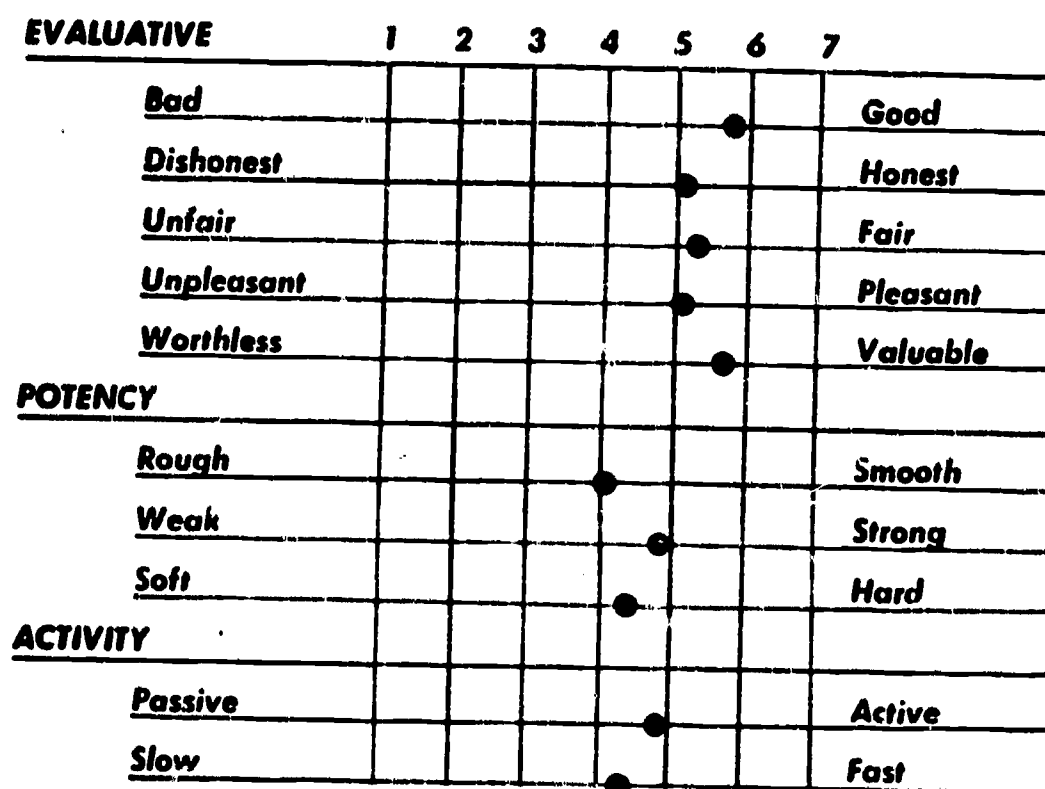 EVALUATIVE 1 2 3 4 5 6 7
Bad Good
Dishonest Honest
Unfair Fair
Unpleasant Pleasant
Worthless Valuable
POTENCY
Rough Smooth
Weak Strong
Soft Hard
ACTIVITY
Passive Active
Slow Fast